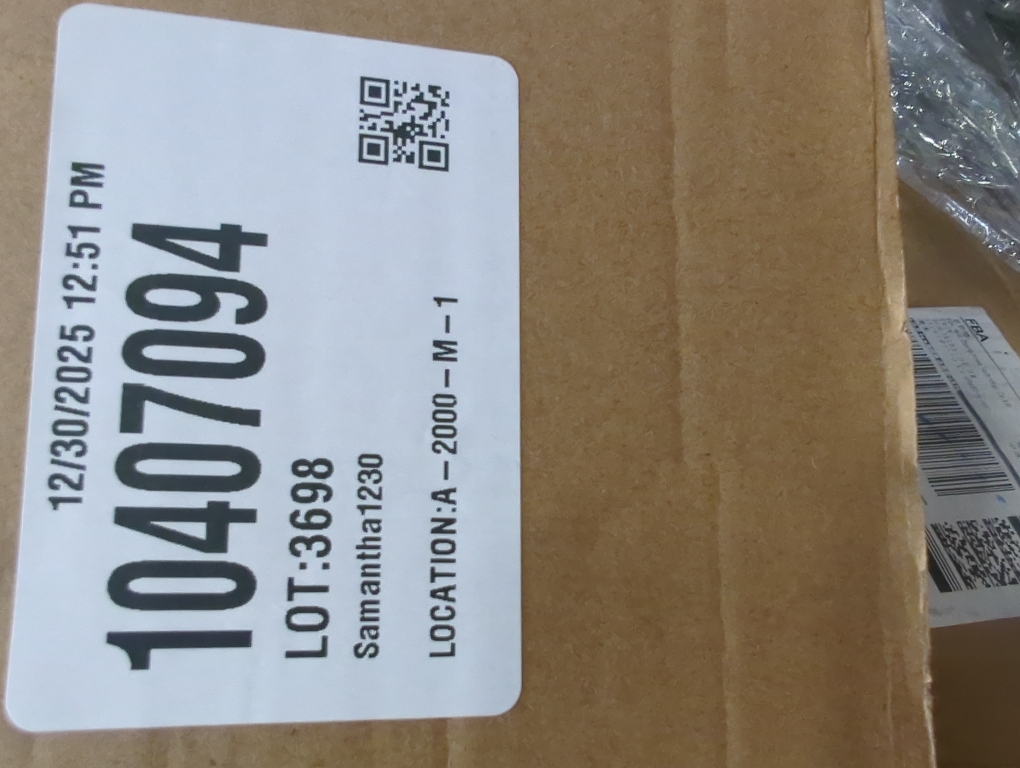 12/30/2025 12:51 PM
10407094
LOT:3698
Samantha1230
LOCATION:A – 2000 – M – 1
FBA